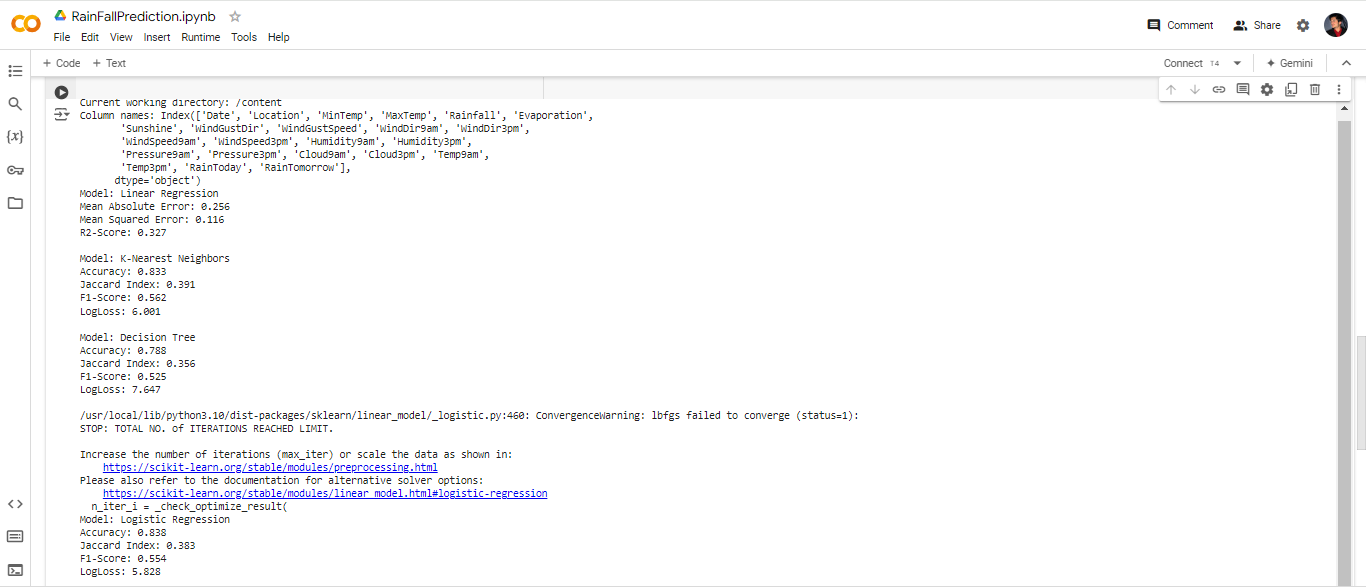 RainFallPrediction.ipynb
File Edit View Insert Runtime Tools Help
Comment Share
+ Code + Text
Connect T4 Gemini
Current working directory: /content
Column names: Index(['Date', 'Location', 'MinTemp', 'MaxTemp', 'Rainfall', 'Evaporation',
'Sunshine', 'WindGustDir', 'WindGustSpeed', 'WindDir9am', 'WindDir3pm',
'WindSpeed9am', 'WindSpeed3pm', 'Humidity9am', 'Humidity3pm',
'Pressure9am', 'Pressure3pm', 'Cloud9am', 'Cloud3pm', 'Temp9am',
'Temp3pm', 'RainToday', 'RainTomorrow'],
dtype='object')
Model: Linear Regression
Mean Absolute Error: 0.256
Mean Squared Error: 0.116
R2-Score: 0.327
Model: K-Nearest Neighbors
Accuracy: 0.833
Jaccard Index: 0.391
F1-Score: 0.562
LogLoss: 6.001
Model: Decision Tree
Accuracy: 0.788
Jaccard Index: 0.356
F1-Score: 0.525
LogLoss: 7.647
/usr/local/lib/python3.10/dist-packages/sklearn/linear_model/_logistic.py:460: ConvergenceWarning: lbfgs failed to converge (status=1):
STOP: TOTAL NO. of ITERATIONS REACHED LIMIT.
Increase the number of iterations (max_iter) or scale the data as shown in:
https://scikit-learn.org/stable/modules/preprocessing.html
Please also refer to the documentation for alternative solver options:
https://scikit-learn.org/stable/modules/linear_model.html#logistic-regression
n_iter_i = _check_optimize_result(
Model: Logistic Regression
Accuracy: 0.838
Jaccard Index: 0.383
F1-Score: 0.554
LogLoss: 5.828